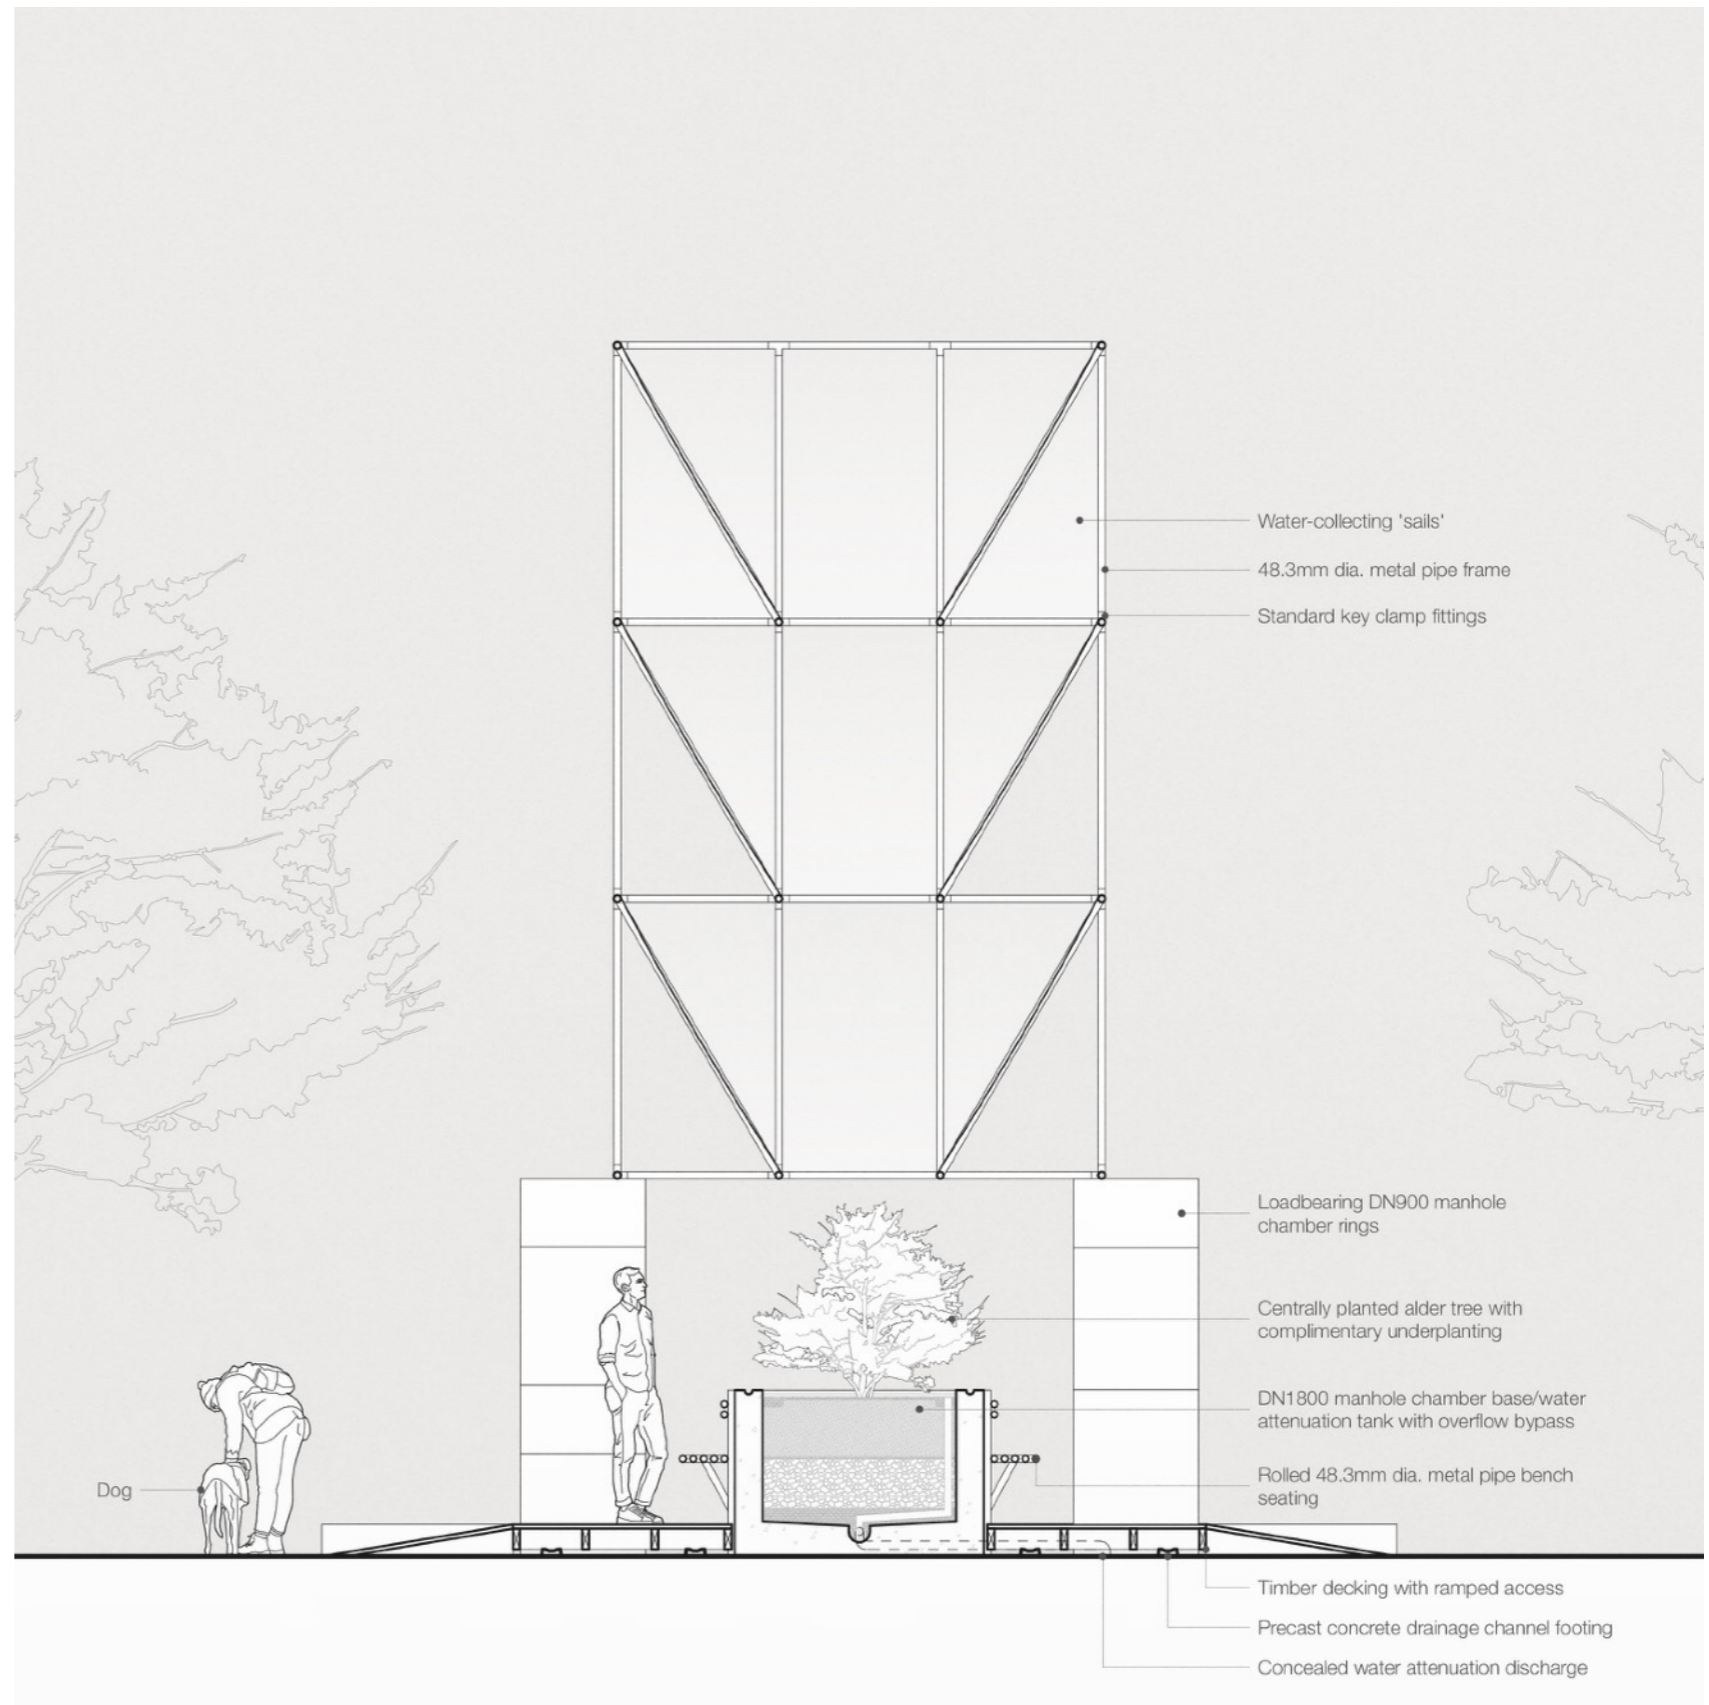 Water-collecting 'sails'
48.3mm dia. metal pipe frame
Standard key clamp fittings
Loadbearing DN900 manhole
chamber rings
Centrally planted alder tree with
complimentary underplanting
DN1800 manhole chamber base/water
attenuation tank with overflow bypass
Rolled 48.3mm dia. metal pipe bench
seating
Dog
Timber decking with ramped access
Precast concrete drainage channel footing
Concealed water attenuation discharge